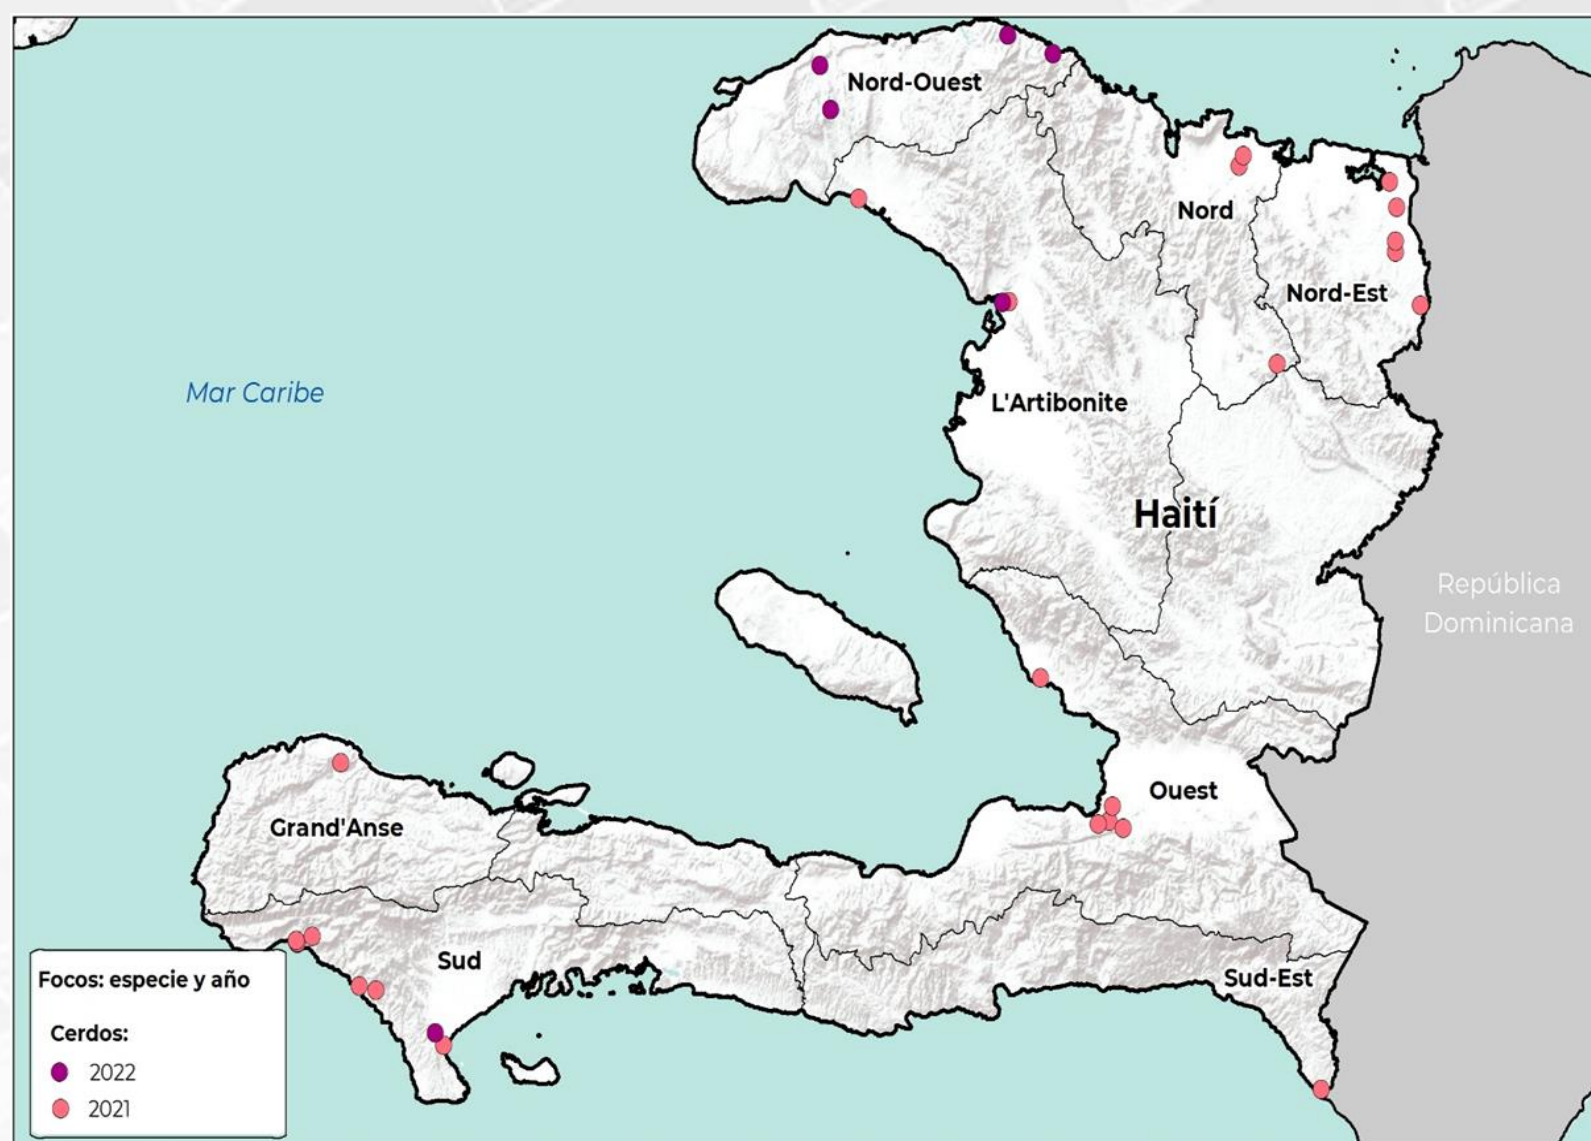 Nord-Ouest
Nord
Nord-Est
Mar Caribe
L'Artibonite
Haití
República
Dominicana
Ouest
Grand'Anse
Sud
Sud-Est
Focos: especie y año
Cerdos:
2022
2021